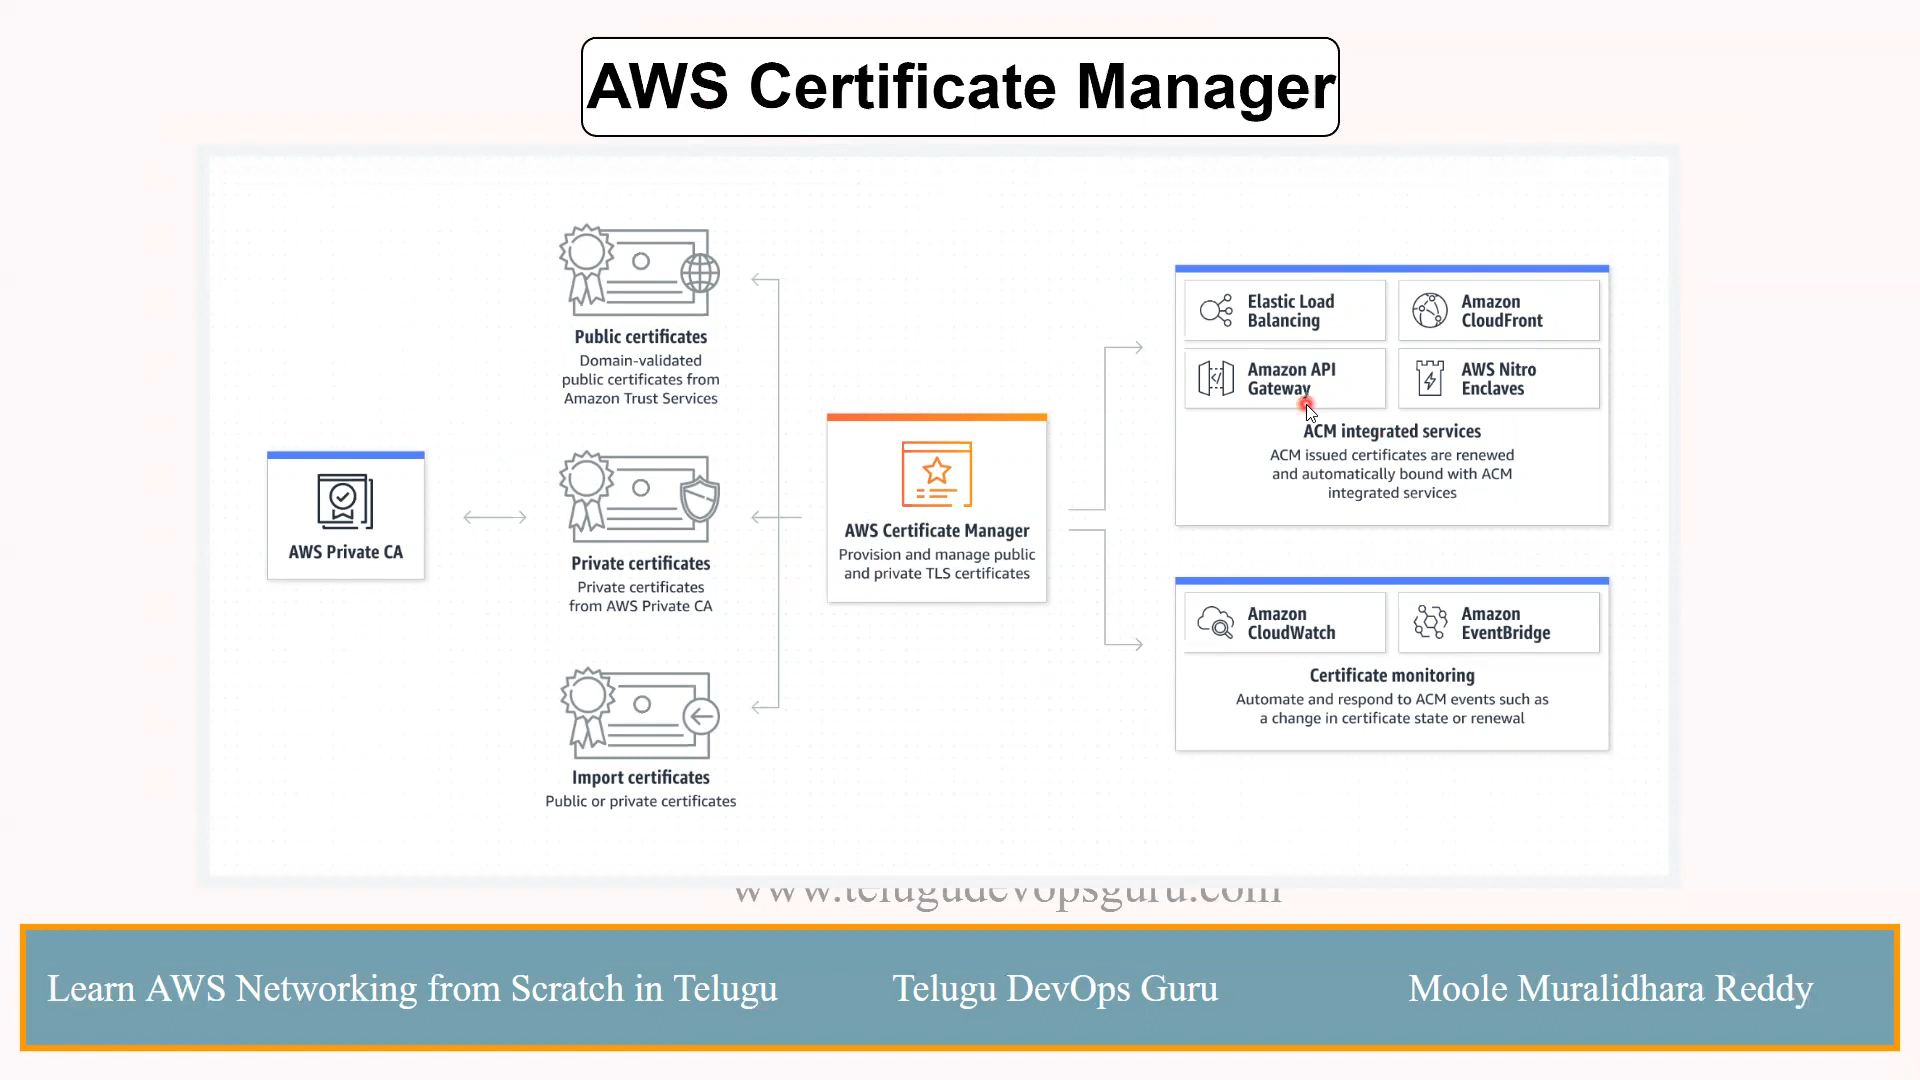 AWS Certificate Manager
Public certificates
Domain-validated
public certificates from
Amazon Trust Services
AWS Private CA
Private certificates
Private certificates
from AWS Private CA
Import certificates
Public or private certificates
AWS Certificate Manager
Provision and manage public
and private TLS certificates
Elastic Load
Balancing
Amazon
CloudFront
Amazon API
Gateway
AWS Nitro
Enclaves
ACM integrated services
ACM issued certificates are renewed
and automatically bound with ACM
integrated services
Amazon
CloudWatch
Amazon
EventBridge
Certificate monitoring
Automate and respond to ACM events such as
a change in certificate state or renewal
www.telugudevopsguru.com
Learn AWS Networking from Scratch in Telugu
Telugu DevOps Guru
Moole Muralidhara Reddy